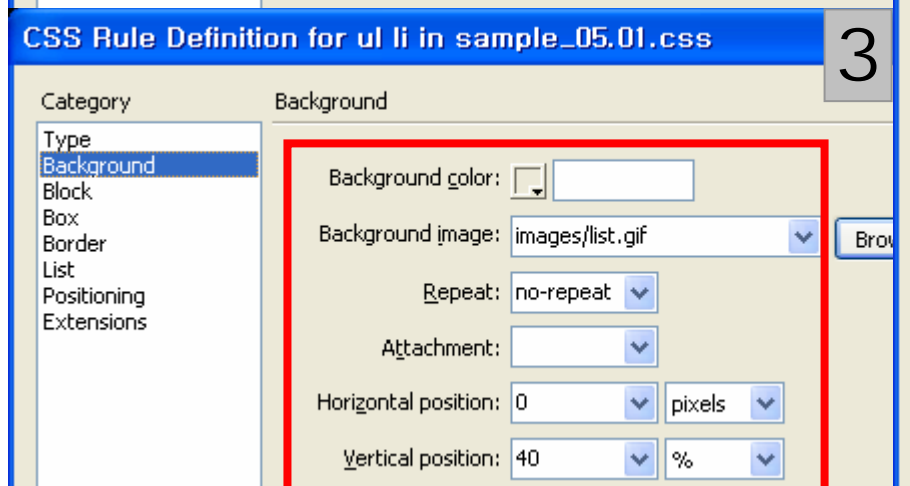 CSS Rule Definition for ul li in sample_05.01.css
3
Category
Background
Type
Background
Block
Box
Border
List
Positioning
Extensions
Background color:
Background image: images/list.gif
Brow
Repeat: no-repeat
Attachment:
Horizontal position: 0 pixels
Vertical position: 40 %